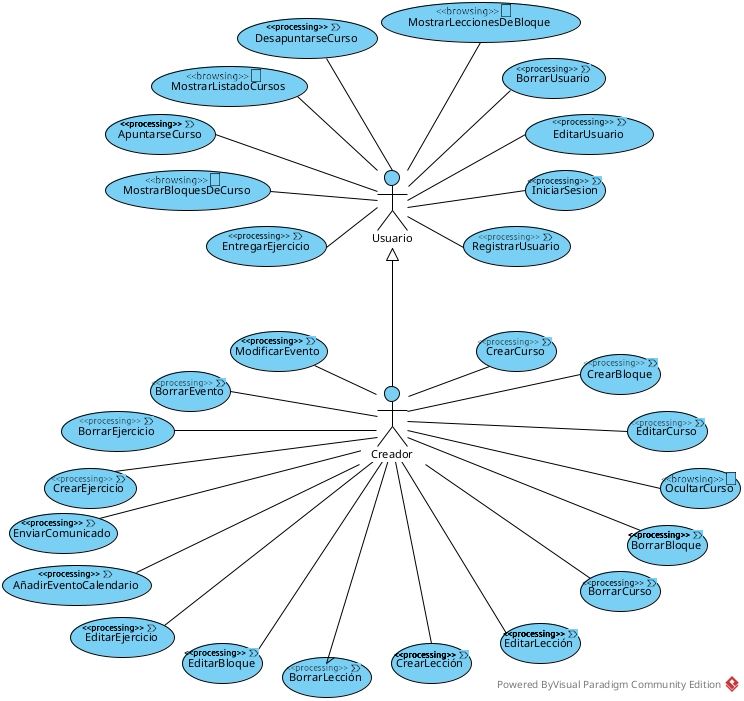 <<browsing>>
MostrarLeccionesDeBloque
<<processing>>
DesapuntarseCurso
<<processing>>
BorrarUsuario
<<browsing>>
MostrarListadoCursos
<<processing>>
ApuntarseCurso
<<processing>>
EditarUsuario
<<browsing>>
MostrarBloquesDeCurso
<<processing>>
IniciarSesion
<<processing>>
EntregarEjercicio
Usuario
<<processing>>
RegistrarUsuario
<<processing>>
ModificarEvento
<<processing>>
CrearCurso
<<processing>>
BorrarEvento
<<processing>>
CrearBloque
<<processing>>
BorrarEjercicio
<<processing>>
EditarCurso
Creador
<<processing>>
CrearEjercicio
<<browsing>>
OcultarCurso
<<processing>>
EnviarComunicado
<<processing>>
BorrarBloque
<<processing>>
AñadirEventoCalendario
<<processing>>
BorrarCurso
<<processing>>
EditarEjercicio
<<processing>>
EditarLección
<<processing>>
EditarBloque
<<processing>>
CrearLección
<<processing>>
BorrarLección
Powered ByVisual Paradigm Community Edition